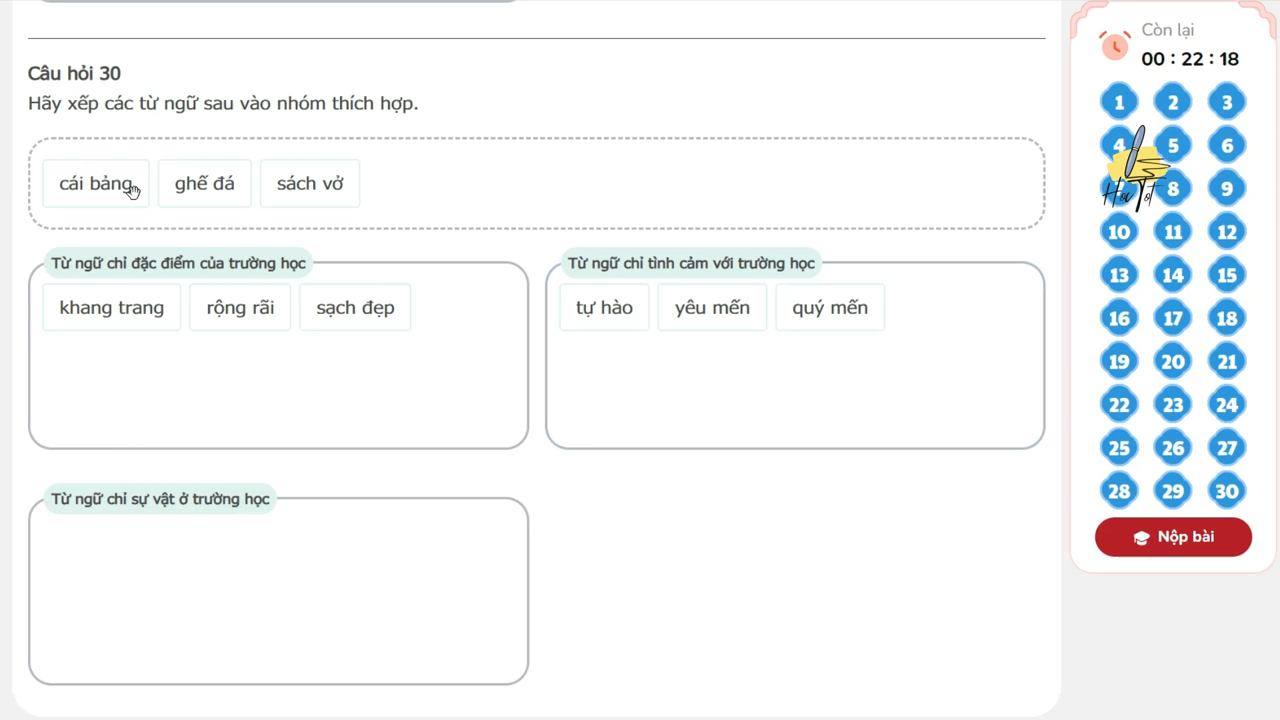 Câu hỏi 30
Hãy xếp các từ ngữ sau vào nhóm thích hợp.
cái bảng
ghế đá
sách vở
Từ ngữ chỉ đặc điểm của trường học
khang trang
rộng rãi
sạch đẹp
Từ ngữ chỉ tình cảm với trường học
tự hào
yêu mến
quý mến
Từ ngữ chỉ sự vật ở trường học
Còn lại
00 : 22 : 18
1 2 3
4 5 6
8 9
10 11 12
13 14 15
16 17 18
19 20 21
22 23 24
25 26 27
28 29 30
Học Tốt
Nộp bài